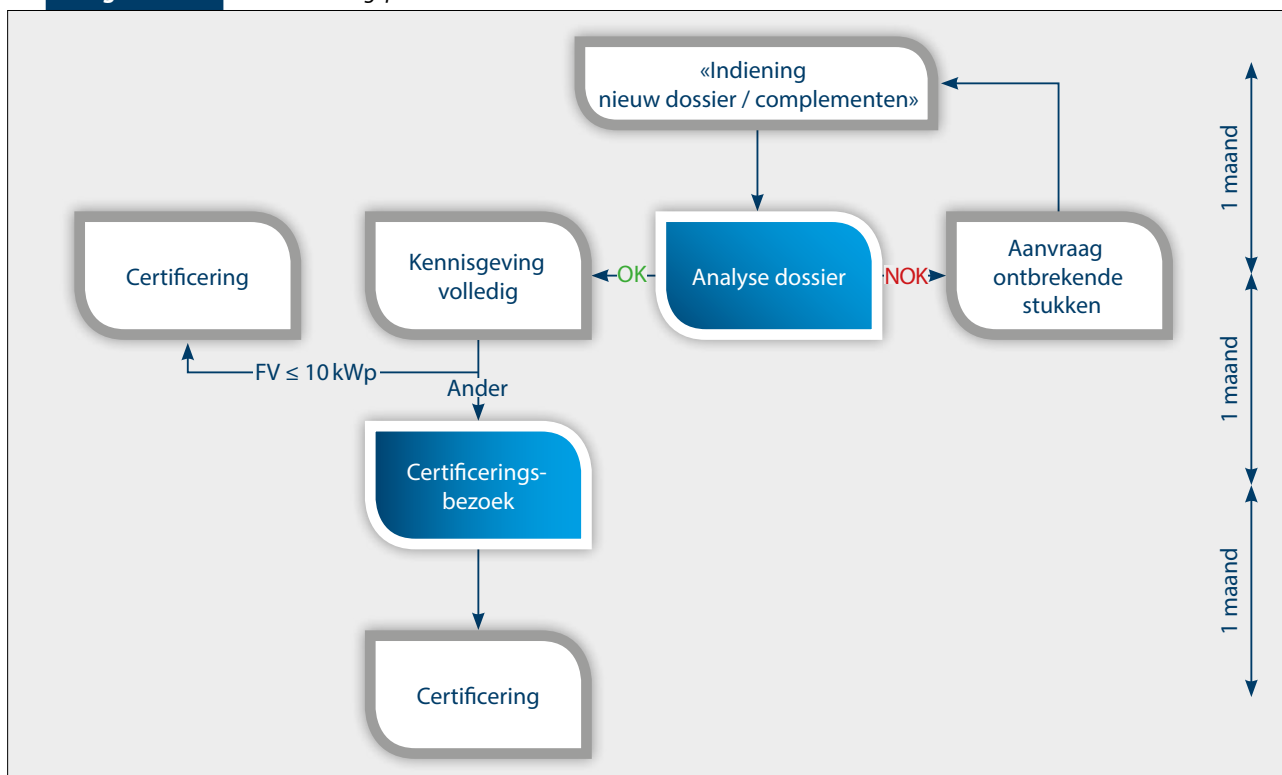 «Indiening
nieuw dossier / complementen»
1 maand
Certificering
Kennisgeving
volledig
OK
Analyse dossier
NOK
Aanvraag
ontbrekende
stukken
FV ≤ 10 kWp
Ander
1 maand
Certificerings-
bezoek
1 maand
Certificering